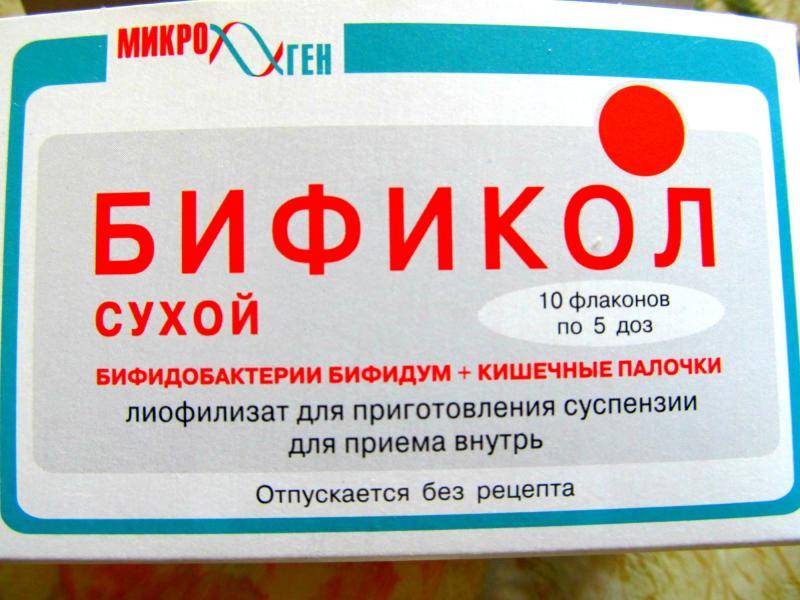 МИКРОГЕН
БИФИКОЛ
СУХОЙ
10 флаконов
по 5 доз
БИФИДОБАКТЕРИИ БИФИДУМ + КИШЕЧНЫЕ ПАЛОЧКИ
лиофилизат для приготовления суспензии
для приема внутрь
Отпускается без рецепта